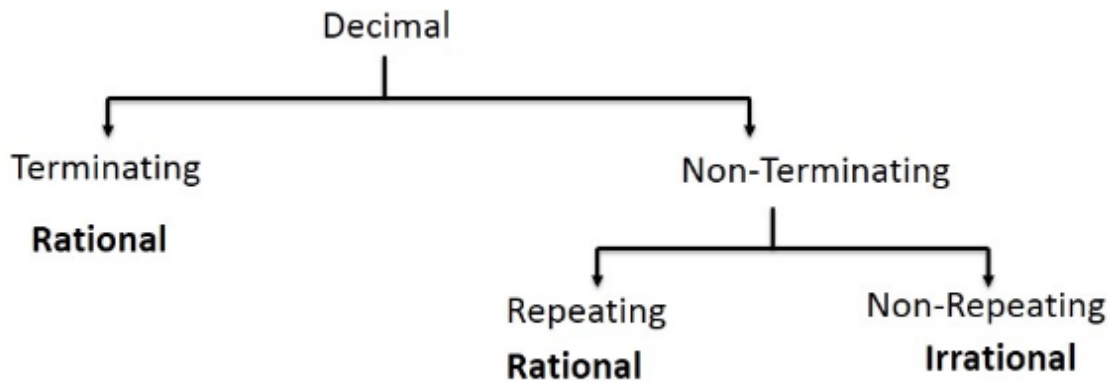 Decimal
Terminating
Non-Terminating
Rational
Repeating
Non-Repeating
Rational
Irrational